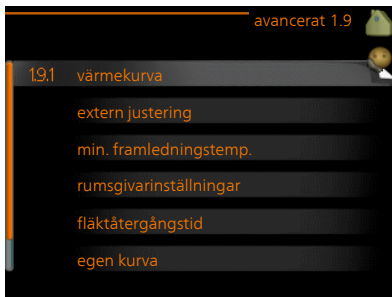 avancerat 1.9
1.9.1 värmekurva
extern justering
min. framledningstemp.
rumsgivarinställningar
fläktåtergångstid
egen kurva